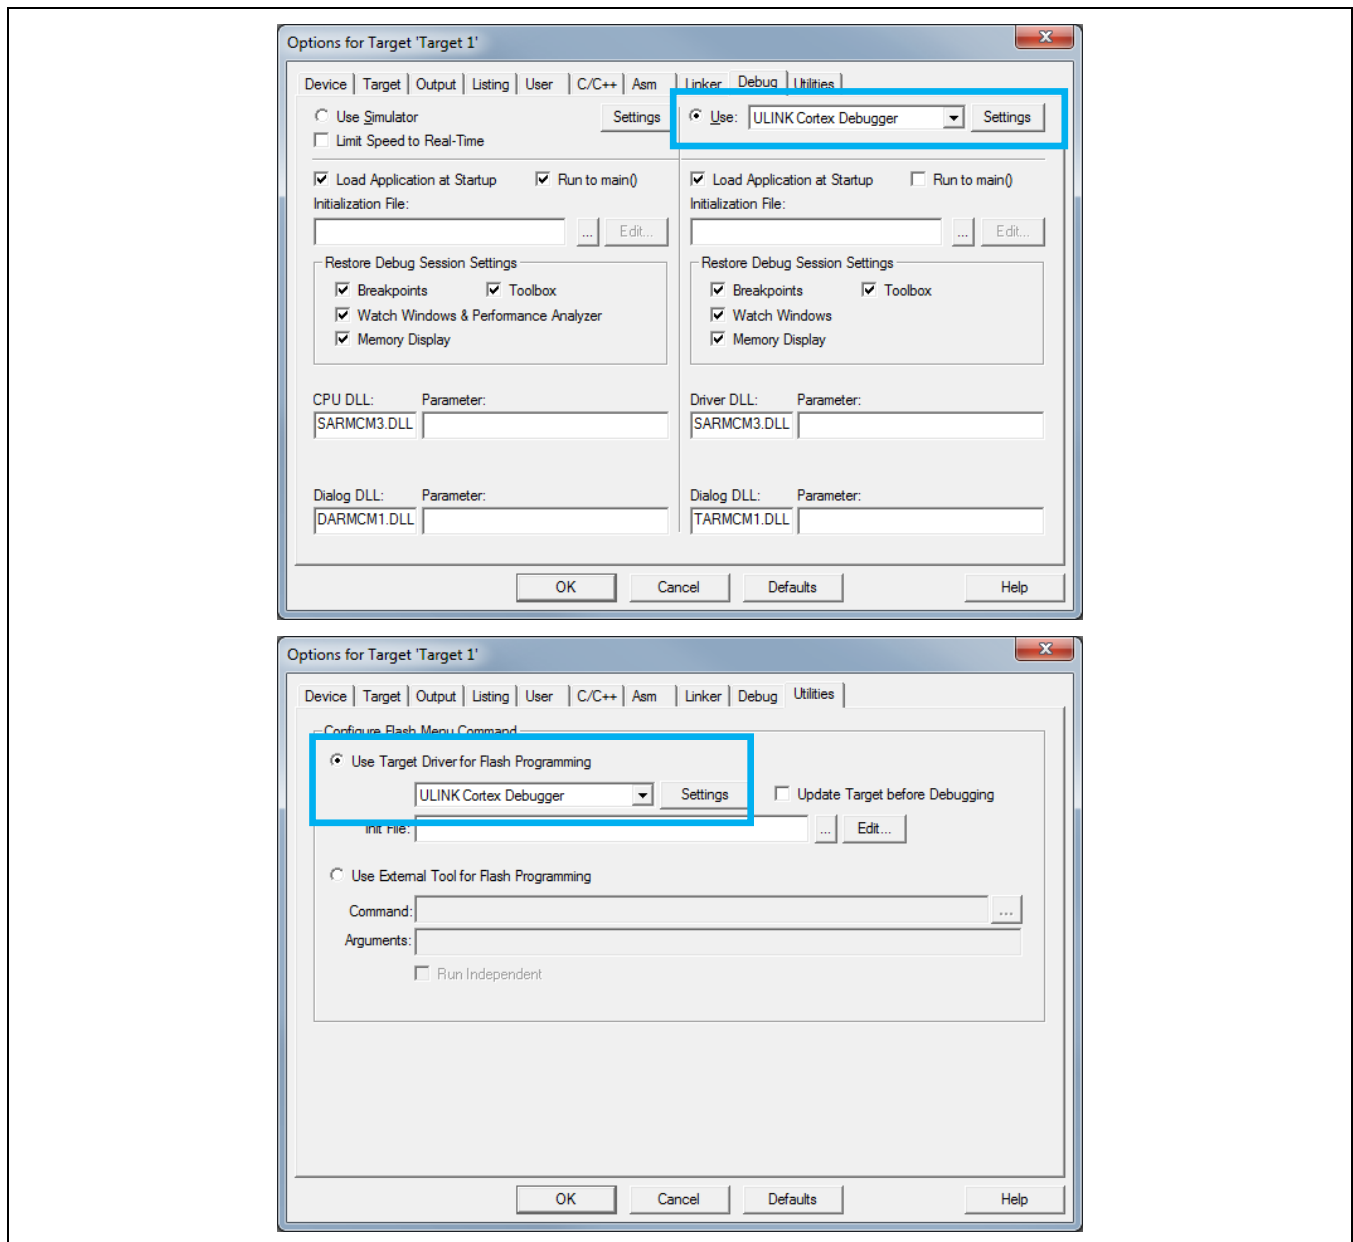 Options for Target 'Target 1'
Device Target Output Listing User C/C++ Asm Linker Debug Utilities
Use Simulator Settings Use: ULINK Cortex Debugger Settings
Limit Speed to Real-Time
Load Application at Startup Run to main() Load Application at Startup Run to main()
Initialization File: Initialization File:
... Edit... ... Edit...
Restore Debug Session Settings Restore Debug Session Settings
Breakpoints Toolbox Breakpoints Toolbox
Watch Windows & Performance Analyzer Watch Windows
Memory Display Memory Display
CPU DLL: Parameter: Driver DLL: Parameter:
SARMCM3.DLL SARMCM3.DLL
Dialog DLL: Parameter: Dialog DLL: Parameter:
DARMCM1.DLL TARMCM1.DLL
OK Cancel Defaults Help
Options for Target 'Target 1'
Device Target Output Listing User C/C++ Asm Linker Debug Utilities
Configure Flash Menu Command
Use Target Driver for Flash Programming
ULINK Cortex Debugger Settings Update Target before Debugging
Init File: ... Edit...
Use External Tool for Flash Programming
Command: ...
Arguments:
Run Independent
OK Cancel Defaults Help